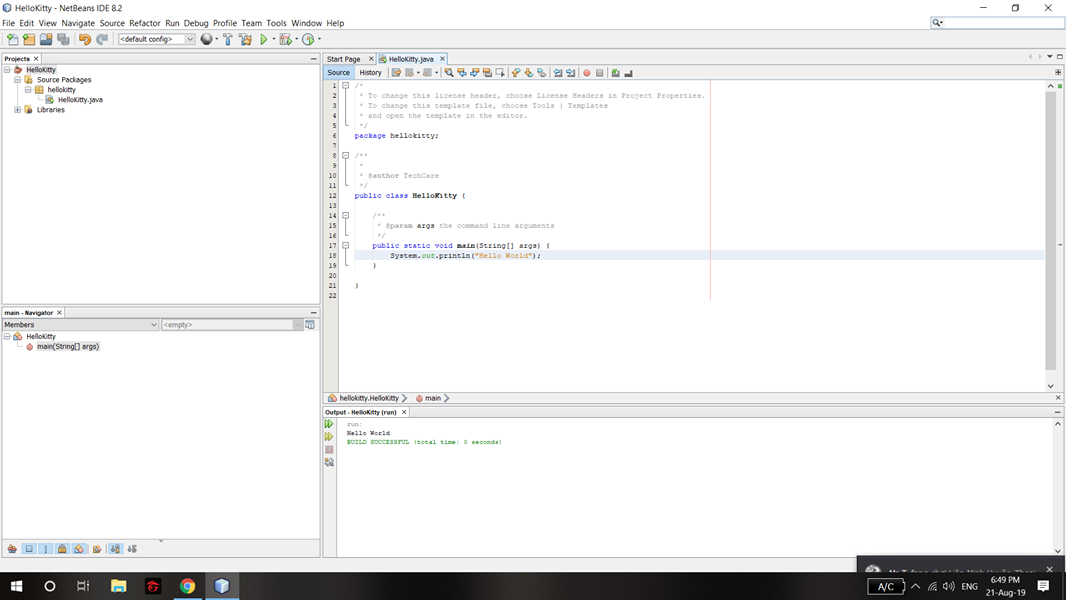 HelloKitty - NetBeans IDE 8.2
File Edit View Navigate Source Refactor Run Debug Profile Team Tools Window Help
<default config>
Projects
HelloKitty
Source Packages
hellokitty
HelloKitty.java
Libraries
main - Navigator
Members
<empty>
HelloKitty
main(String[] args)
Start Page
HelloKitty.java
Source History
1 /*
2 * To change this license header, choose License Headers in Project Properties.
3 * To change this template file, choose Tools | Templates
4 * and open the template in the editor.
5 */
6 package hellokitty;
7
8 /**
9 *
10 * @author TechCare
11 */
12 public class HelloKitty {
13
14 /**
15 * @param args the command line arguments
16 */
17 public static void main(String[] args) {
18 System.out.println("Hello World");
19 }
20
21 }
22
hellokitty.HelloKitty
main
Output - HelloKitty (run)
run:
Hello World
BUILD SUCCESSFUL (total time: 0 seconds)
A/C
ENG
6:49 PM
21-Aug-19